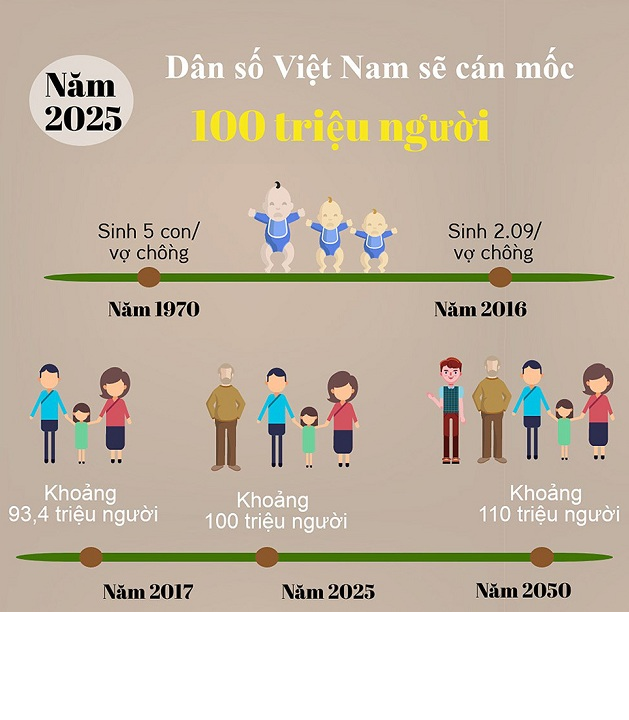 Năm
2025
Dân số Việt Nam sẽ cán mốc
100 triệu người
Sinh 5 con/
vợ chồng
Sinh 2.09/
vợ chồng
Năm 1970
Năm 2016
Khoảng
93,4 triệu người
Khoảng
100 triệu người
Khoảng
110 triệu người
Năm 2017
Năm 2025
Năm 2050